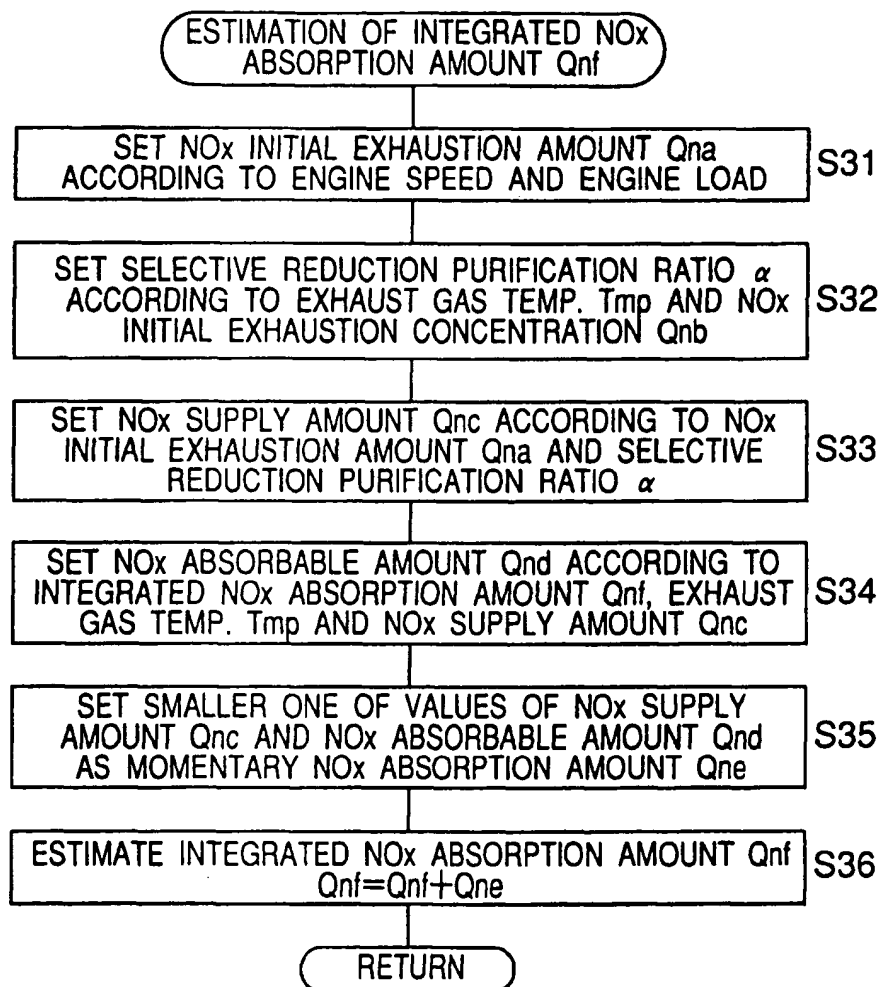 ESTIMATION OF INTEGRATED NOx
ABSORPTION AMOUNT Qnf
SET NOx INITIAL EXHAUSTION AMOUNT Qna
ACCORDING TO ENGINE SPEED AND ENGINE LOAD
S31
SET SELECTIVE REDUCTION PURIFICATION RATIO α
ACCORDING TO EXHAUST GAS TEMP. Tmp AND NOx
INITIAL EXHAUSTION CONCENTRATION Qnb
S32
SET NOx SUPPLY AMOUNT Qnc ACCORDING TO NOx
INITIAL EXHAUSTION AMOUNT Qna AND SELECTIVE
REDUCTION PURIFICATION RATIO α
S33
SET NOx ABSORBABLE AMOUNT Qnd ACCORDING TO
INTEGRATED NOx ABSORPTION AMOUNT Qnf, EXHAUST
GAS TEMP. Tmp AND NOx SUPPLY AMOUNT Qnc
S34
SET SMALLER ONE OF VALUES OF NOx SUPPLY
AMOUNT Qnc AND NOx ABSORBABLE AMOUNT Qnd
AS MOMENTARY NOx ABSORPTION AMOUNT Qne
S35
ESTIMATE INTEGRATED NOx ABSORPTION AMOUNT Qnf
Qnf=Qnf+Qne
S36
RETURN